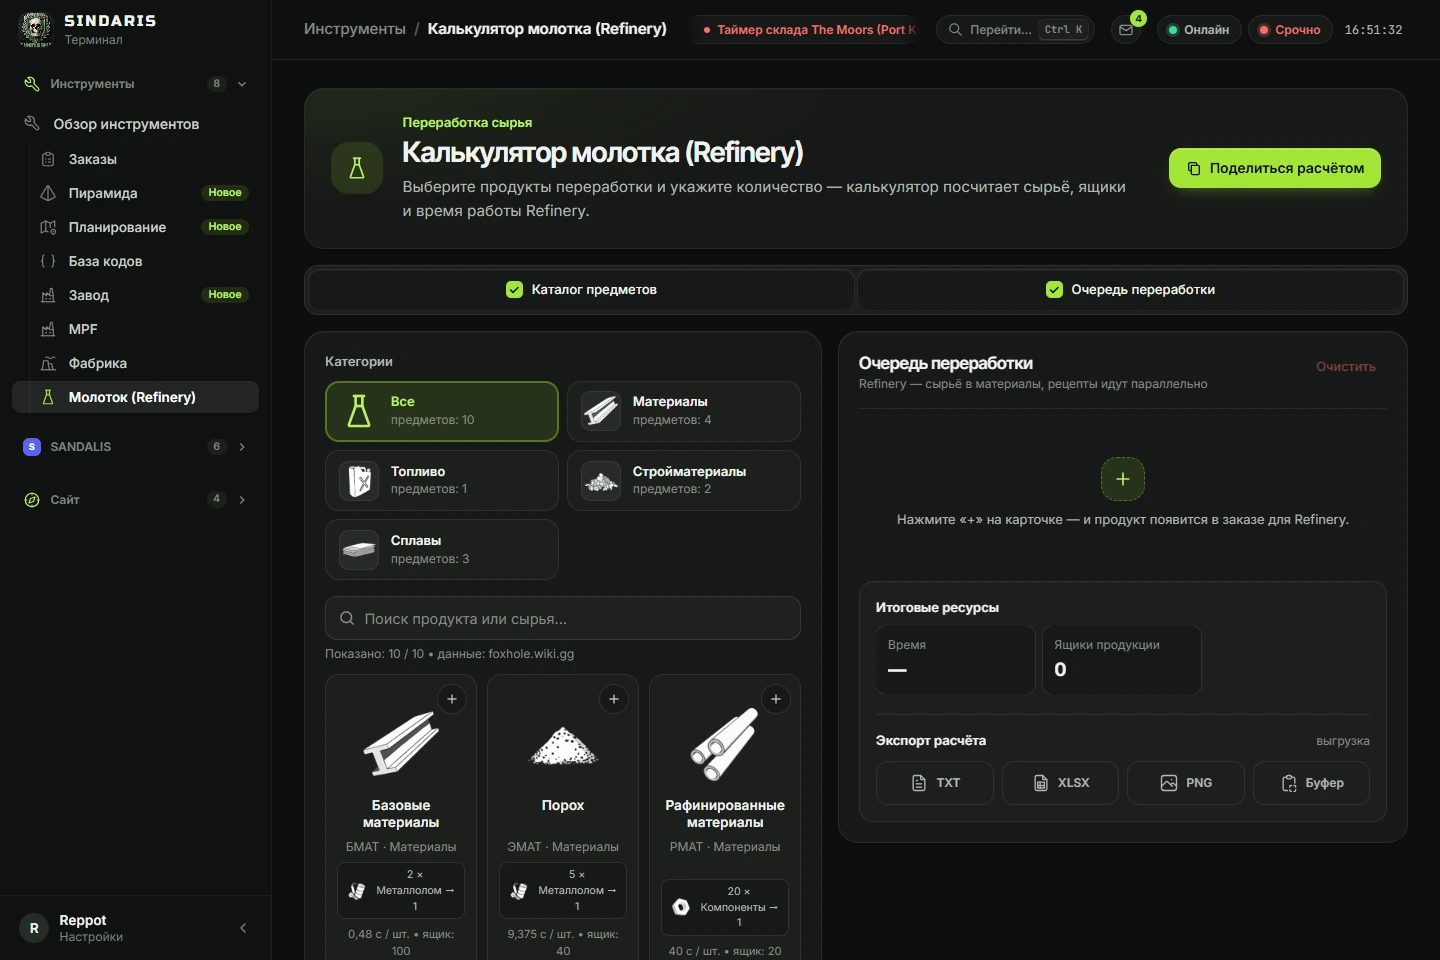 SINDARIS
Терминал
Инструменты 8
Обзор инструментов
Заказы
Пирамида Новое
Планирование Новое
База кодов
Завод Новое
MPF
Фабрика
Молоток (Refinery)
S SANDALIS 6
Сайт 4
R Reppot
Настройки
Инструменты / Калькулятор молотка (Refinery)
Таймер склада The Moors (Port
Перейти... Ctrl K
4
Онлайн
Срочно
16:51:32
Переработка сырья
Калькулятор молотка (Refinery)
Выберите продукты переработки и укажите количество — калькулятор посчитает сырьё, ящики
и время работы Refinery.
Поделиться расчётом
Каталог предметов
Очередь переработки
Категории
Все
предметов: 10
Материалы
предметов: 4
Топливо
предметов: 1
Стройматериалы
предметов: 2
Сплавы
предметов: 3
Поиск продукта или сырья...
Показано: 10 / 10 • данные: foxhole.wiki.gg
+
Базовые
материалы
БМАТ · Материалы
2 ×
Металлолом →
1
0,48 с / шт. • ящик:
100
+
Порох
ЭМАТ · Материалы
5 ×
Металлолом →
1
9,375 с / шт. • ящик:
40
+
Рафинированные
материалы
РМАТ · Материалы
20 ×
Компоненты →
1
40 с / шт. • ящик: 20
Очередь переработки
Refinery — сырьё в материалы, рецепты идут параллельно
Очистить
+
Нажмите «+» на карточке — и продукт появится в заказе для Refinery.
Итоговые ресурсы
Время
—
Ящики продукции
0
Экспорт расчёта
выгрузка
TXT
XLSX
PNG
Буфер